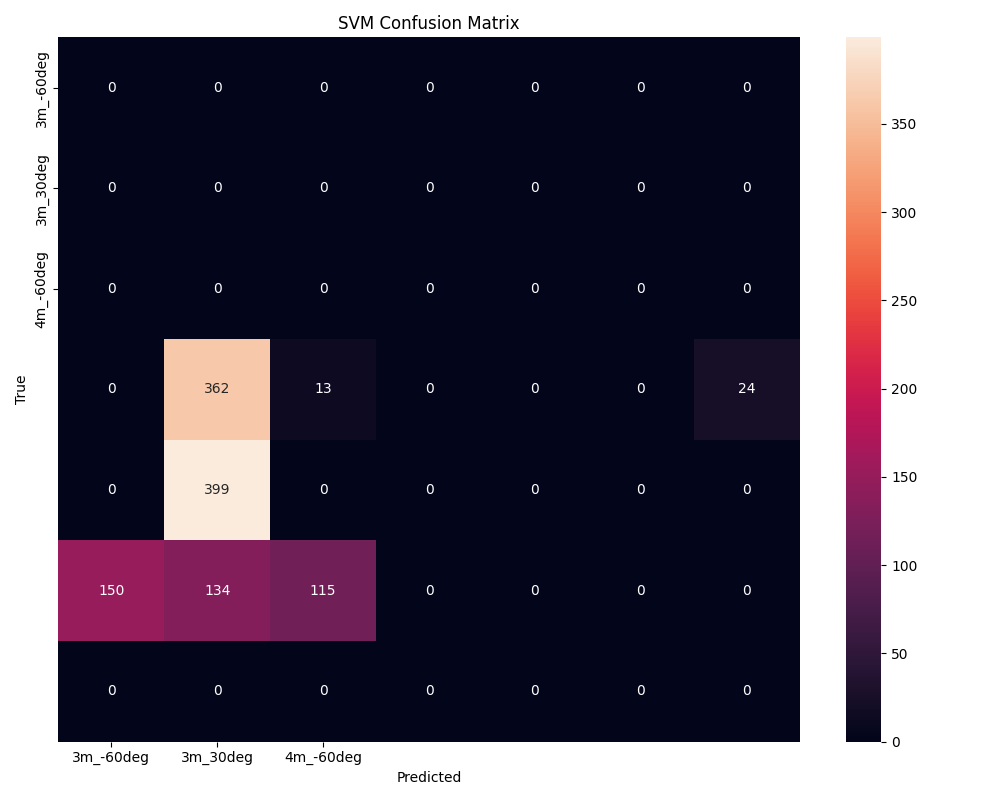 SVM Confusion Matrix
3m_-60deg
0 0 0 0 0 0 0
3m_30deg
0 0 0 0 0 0 0
4m_-60deg
0 0 0 0 0 0 0
True
0 362 13 0 0 0 24
0 399 0 0 0 0 0
150 134 115 0 0 0 0
0 0 0 0 0 0 0
3m_-60deg 3m_30deg 4m_-60deg
Predicted
350
300
250
200
150
100
50
0